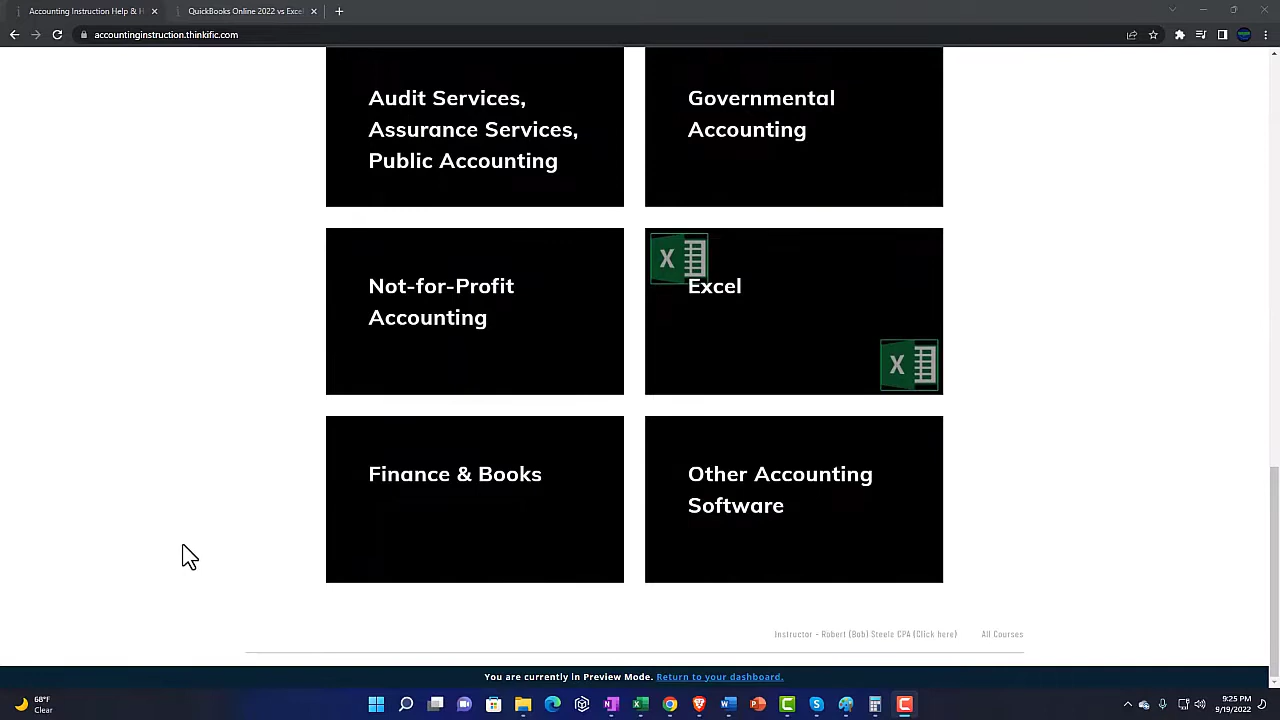 Accounting Instruction Help & H
QuickBooks Online 2022 vs Excel
accountinginstruction.thinkific.com
Audit Services,
Assurance Services,
Public Accounting
Governmental
Accounting
Not-for-Profit
Accounting
X
Excel
X
Finance & Books
Other Accounting
Software
Instructor - Robert (Bob) Steele CPA (Click here)
All Courses
You are currently in Preview Mode. Return to your dashboard.
68°F
Clear
9:25 PM
9/19/2022